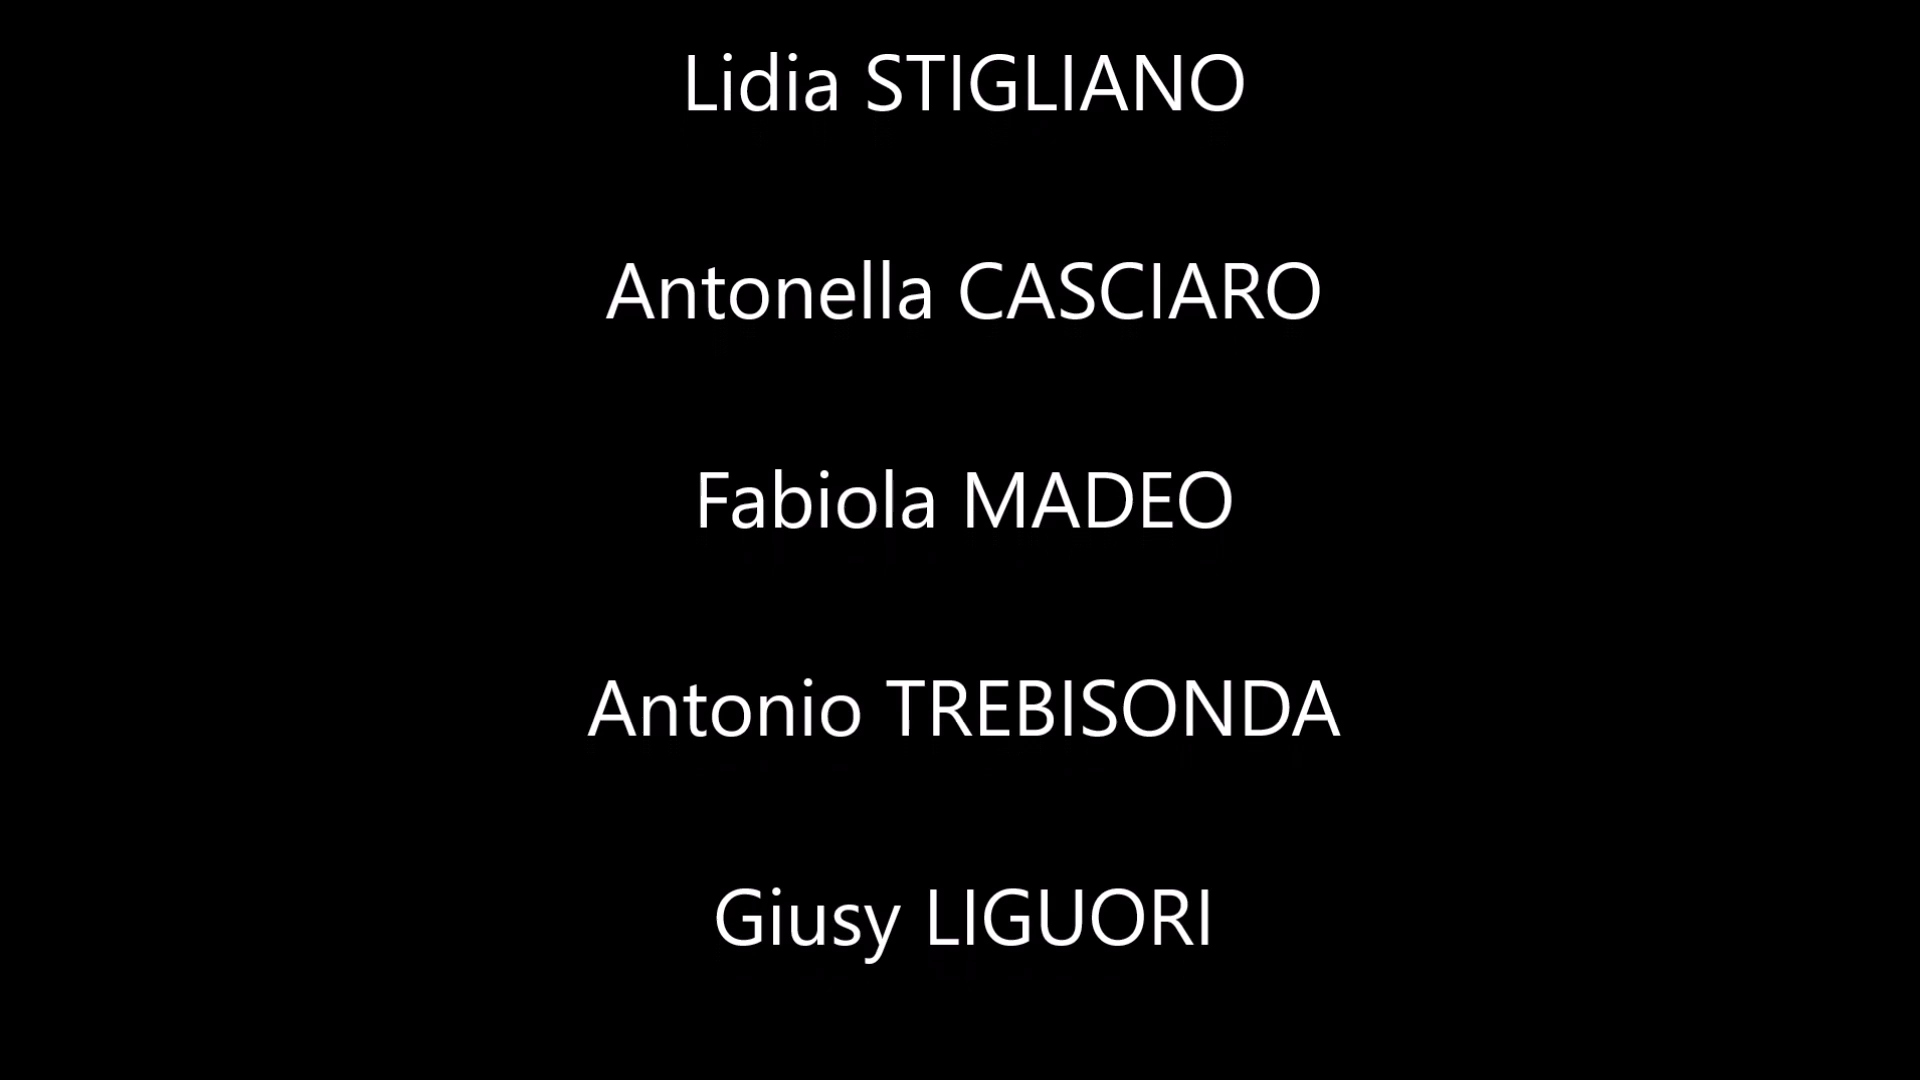 Lidia STIGLIANO
Antonella CASCIARO
Fabiola MADEO
Antonio TREBISONDA
Giusy LIGUORI